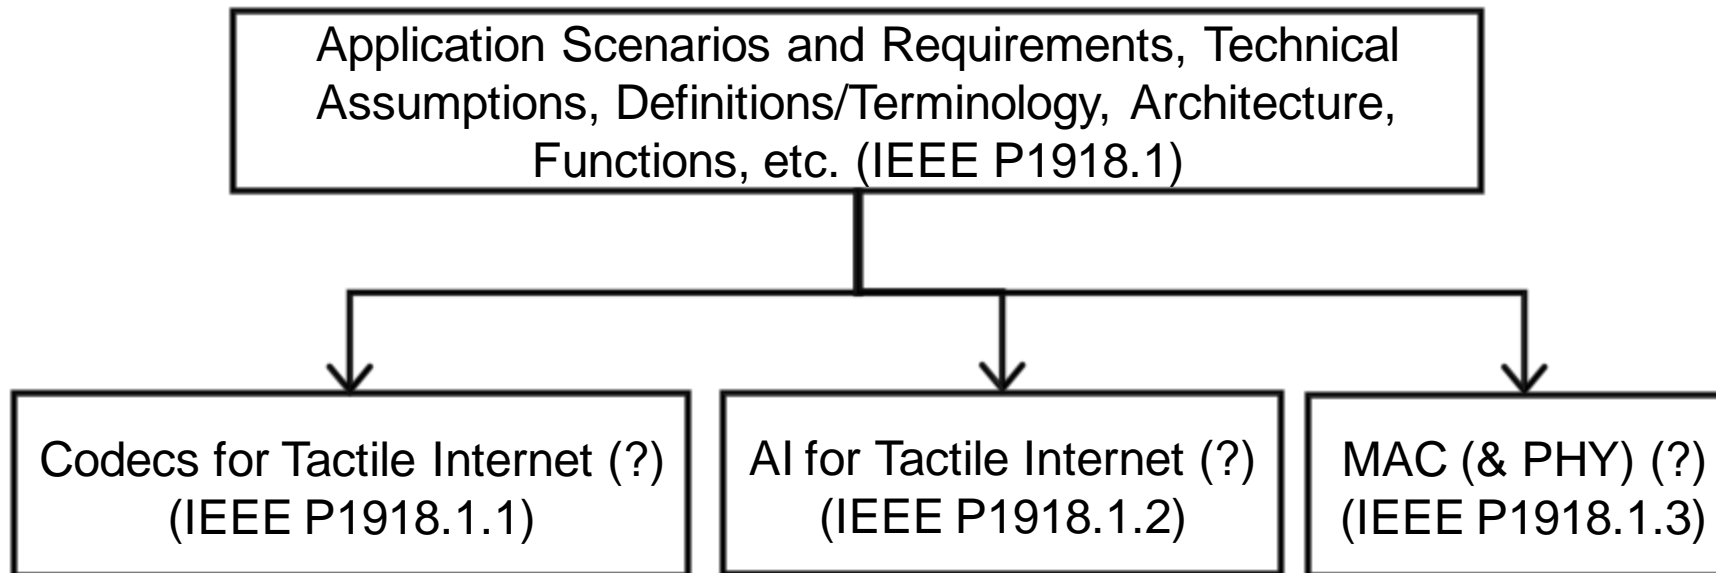 Application Scenarios and Requirements, Technical
Assumptions, Definitions/Terminology, Architecture,
Functions, etc. (IEEE P1918.1)
Codecs for Tactile Internet (?)
(IEEE P1918.1.1)
AI for Tactile Internet (?)
(IEEE P1918.1.2)
MAC (& PHY) (?)
(IEEE P1918.1.3)